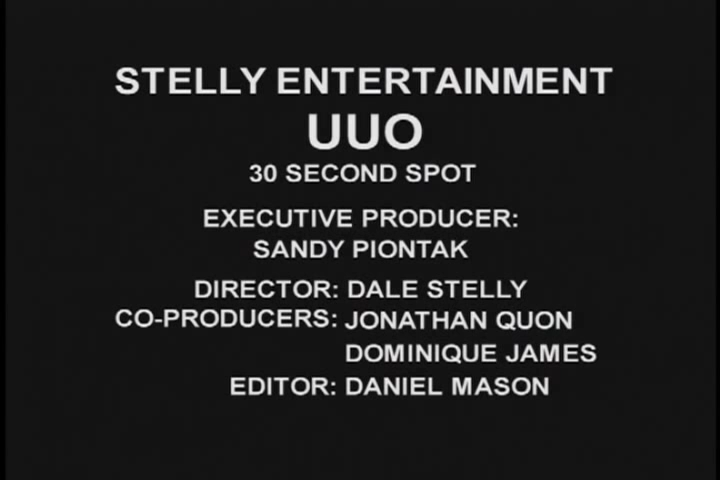 STELLY ENTERTAINMENT
UUO
30 SECOND SPOT
EXECUTIVE PRODUCER:
SANDY PIONTAK
DIRECTOR: DALE STELLY
CO-PRODUCERS: JONATHAN QUON
DOMINIQUE JAMES
EDITOR: DANIEL MASON